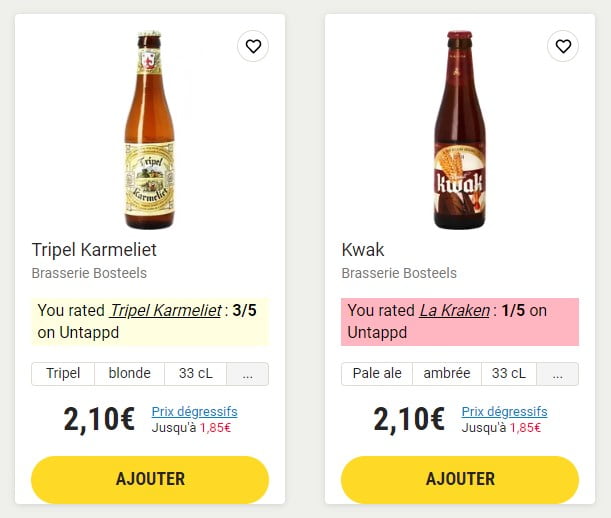 Tripel
Karmeliet
Tripel Karmeliet
Brasserie Bosteels
You rated Tripel Karmeliet : 3/5
on Untappd
Tripel
blonde
33 cL
...
2,10€
Prix dégressifs
Jusqu'à 1,85€
AJOUTER
kwak
Kwak
Brasserie Bosteels
You rated La Kraken : 1/5 on
Untappd
Pale ale
ambrée
33 cL
...
2,10€
Prix dégressifs
Jusqu'à 1,85€
AJOUTER